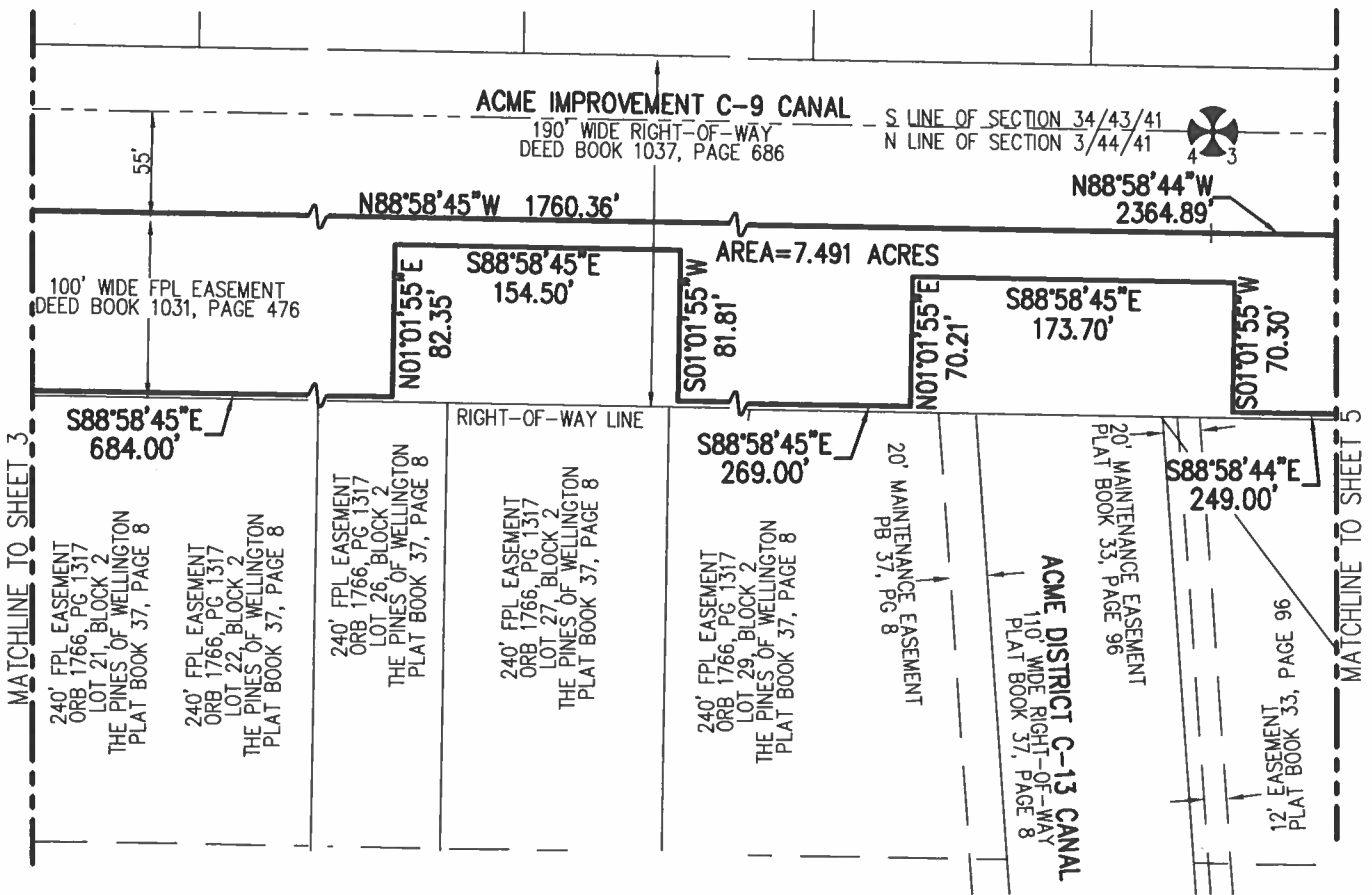 ACME IMPROVEMENT C-9 CANAL
190' WIDE RIGHT-OF-WAY
DEED BOOK 1037, PAGE 686
S LINE OF SECTION 34/43/41
N LINE OF SECTION 3/44/41
4 3
55'
N88°58'45"W 1760.36'
N88°58'44"W
2364.89'
AREA=7.491 ACRES
100' WIDE FPL EASEMENT
DEED BOOK 1031, PAGE 476
N01°01'55"E
82.35'
S88°58'45"E
154.50'
S01°01'55"W
81.81'
N01°01'55"E
70.21'
S88°58'45"E
173.70'
S01°01'55"W
70.30'
S88°58'45"E
684.00'
RIGHT-OF-WAY LINE
S88°58'45"E
269.00'
S88°58'44"E
249.00'
MATCHLINE TO SHEET 3
240' FPL EASEMENT
ORB 1766, PG 1317
LOT 21, BLOCK 2
THE PINES OF WELLINGTON
PLAT BOOK 37, PAGE 8
240' FPL EASEMENT
ORB 1766, PG 1317
LOT 22, BLOCK 2
THE PINES OF WELLINGTON
PLAT BOOK 37, PAGE 8
240' FPL EASEMENT
ORB 1766, PG 1317
LOT 26, BLOCK 2
THE PINES OF WELLINGTON
PLAT BOOK 37, PAGE 8
240' FPL EASEMENT
ORB 1766, PG 1317
LOT 27, BLOCK 2
THE PINES OF WELLINGTON
PLAT BOOK 37, PAGE 8
240' FPL EASEMENT
ORB 1766, PG 1317
LOT 29, BLOCK 2
THE PINES OF WELLINGTON
PLAT BOOK 37, PAGE 8
20' MAINTENANCE EASEMENT
PB 37, PG 8
ACME DISTRICT C-13 CANAL
110' WIDE RIGHT-OF-WAY
PLAT BOOK 37, PAGE 8
20' MAINTENANCE EASEMENT
PLAT BOOK 33, PAGE 96
12' EASEMENT
PLAT BOOK 33, PAGE 96
MATCHLINE TO SHEET 5